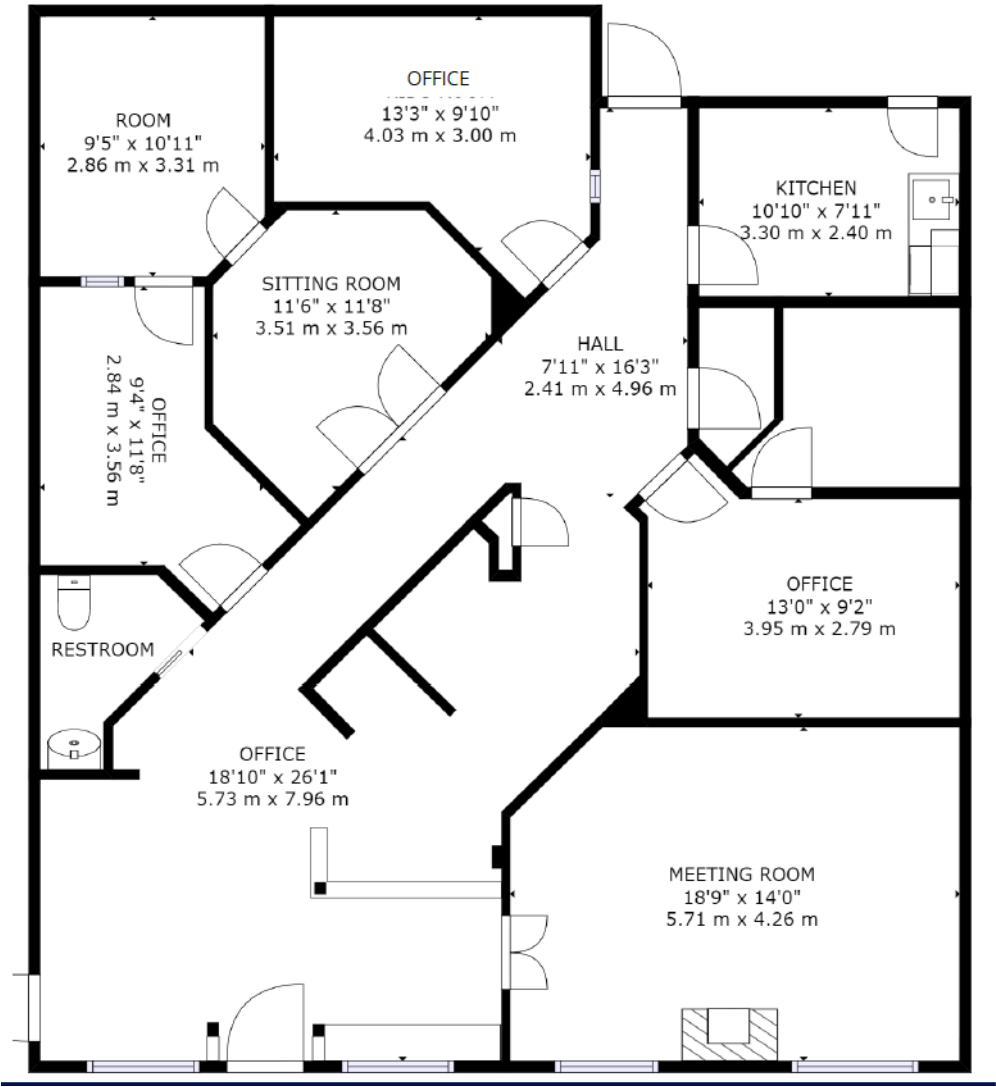 OFFICE
13'3" x 9'10"
4.03 m x 3.00 m
ROOM
9'5" x 10'11"
2.86 m x 3.31 m
KITCHEN
10'10" x 7'11"
3.30 m x 2.40 m
SITTING ROOM
11'6" x 11'8"
3.51 m x 3.56 m
HALL
7'11" x 16'3"
2.41 m x 4.96 m
OFFICE
9'4" x 11'8"
2.84 m x 3.56 m
OFFICE
13'0" x 9'2"
3.95 m x 2.79 m
RESTROOM
OFFICE
18'10" x 26'1"
5.73 m x 7.96 m
MEETING ROOM
18'9" x 14'0"
5.71 m x 4.26 m